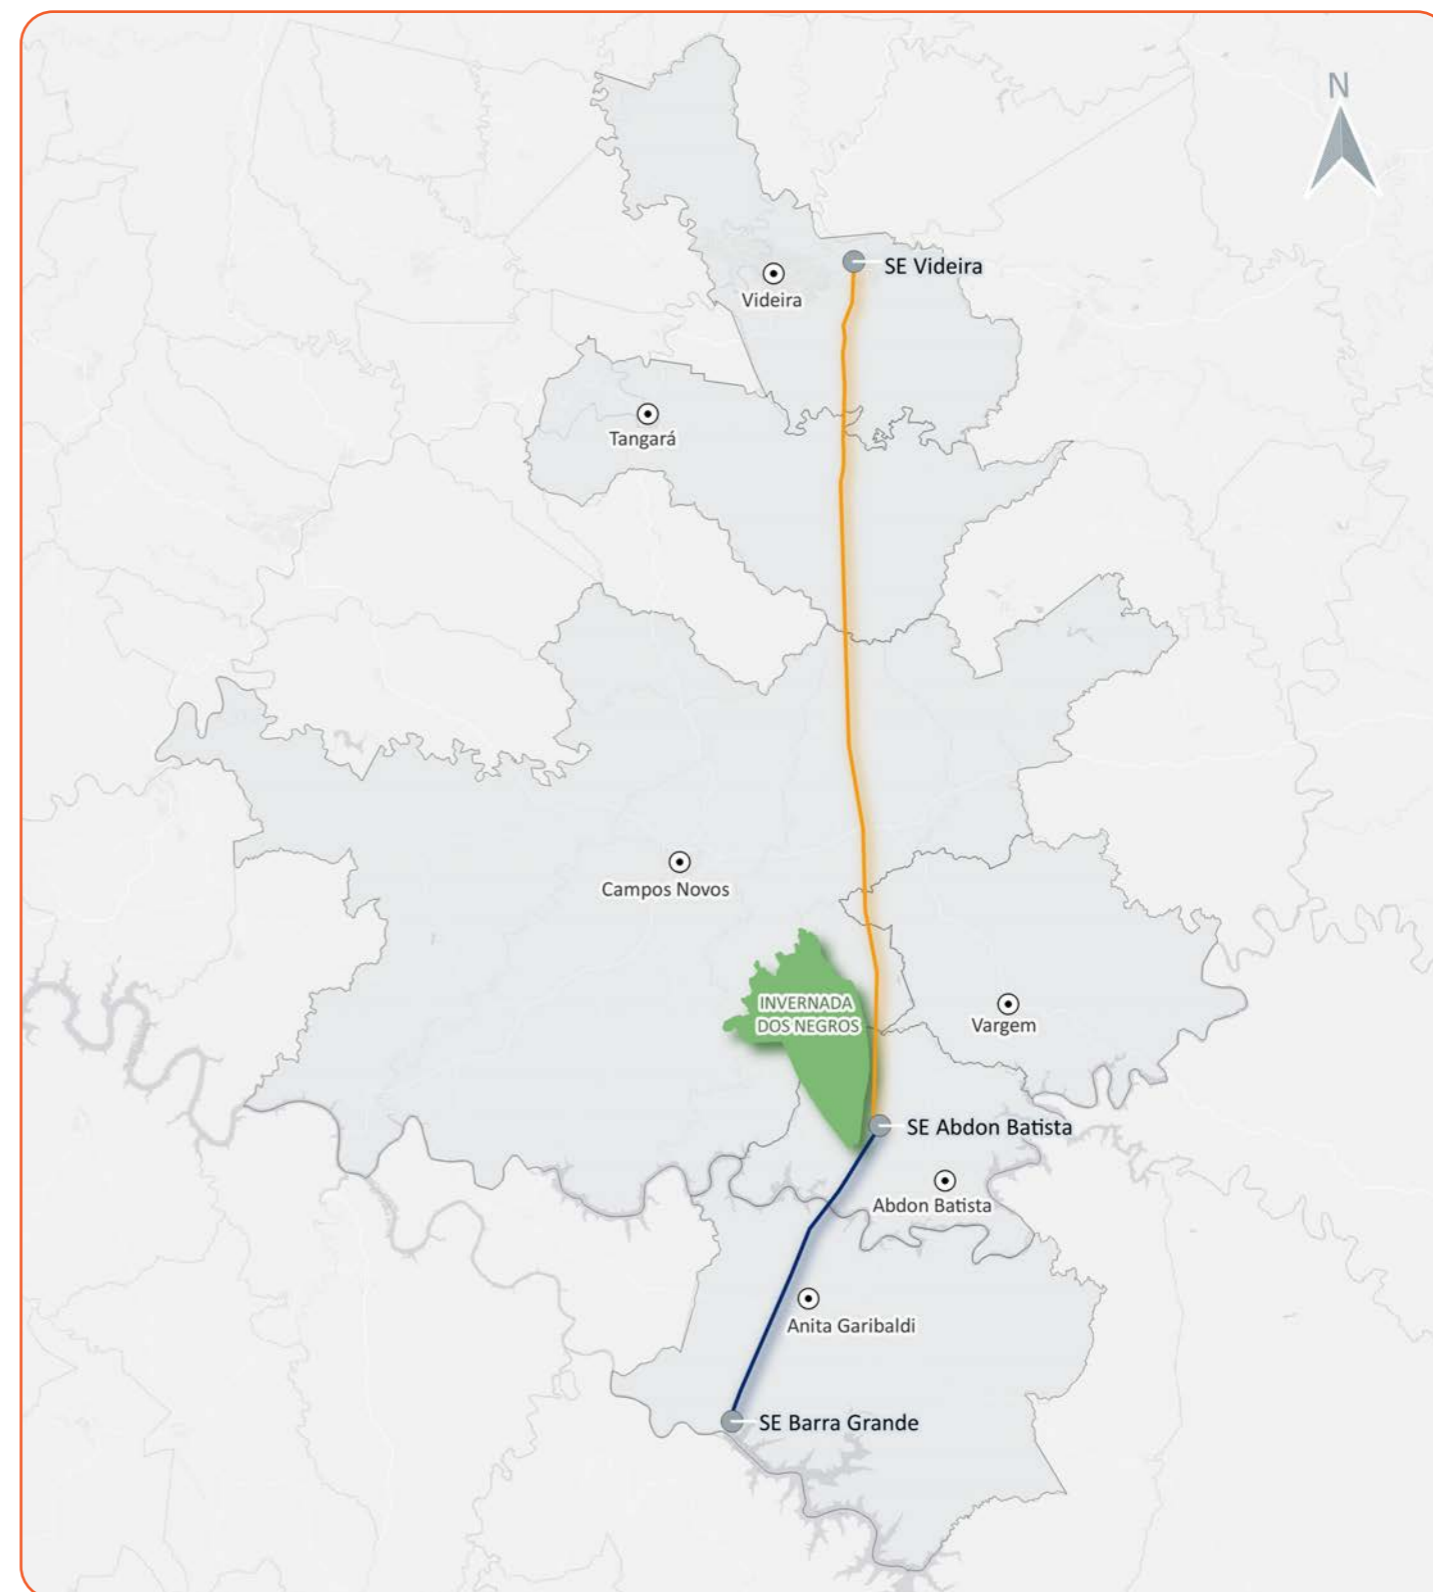 N
SE Videira
Videira
Tangará
Campos Novos
INVERNADA
DOS NEGROS
Vargem
SE Abdon Batista
Abdon Batista
Anita Garibaldi
SE Barra Grande